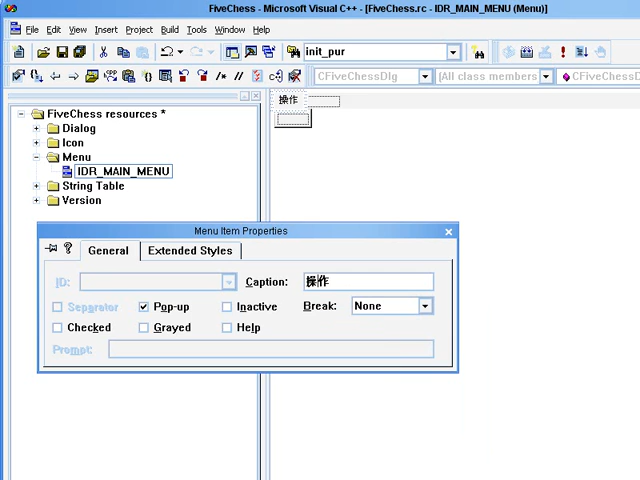 FiveChess - Microsoft Visual C++ - [FiveChess.rc - IDR_MAIN_MENU (Menu)]
File Edit View Insert Project Build Tools Window Help
init_pur
CFiveChessDlg [All class members] CFiveChessD
操作
FiveChess resources *
Dialog
Icon
Menu
IDR_MAIN_MENU
String Table
Version
Menu Item Properties
General Extended Styles
ID: Caption: 操作
Separator Pop-up Inactive Break: None
Checked Grayed Help
Prompt: